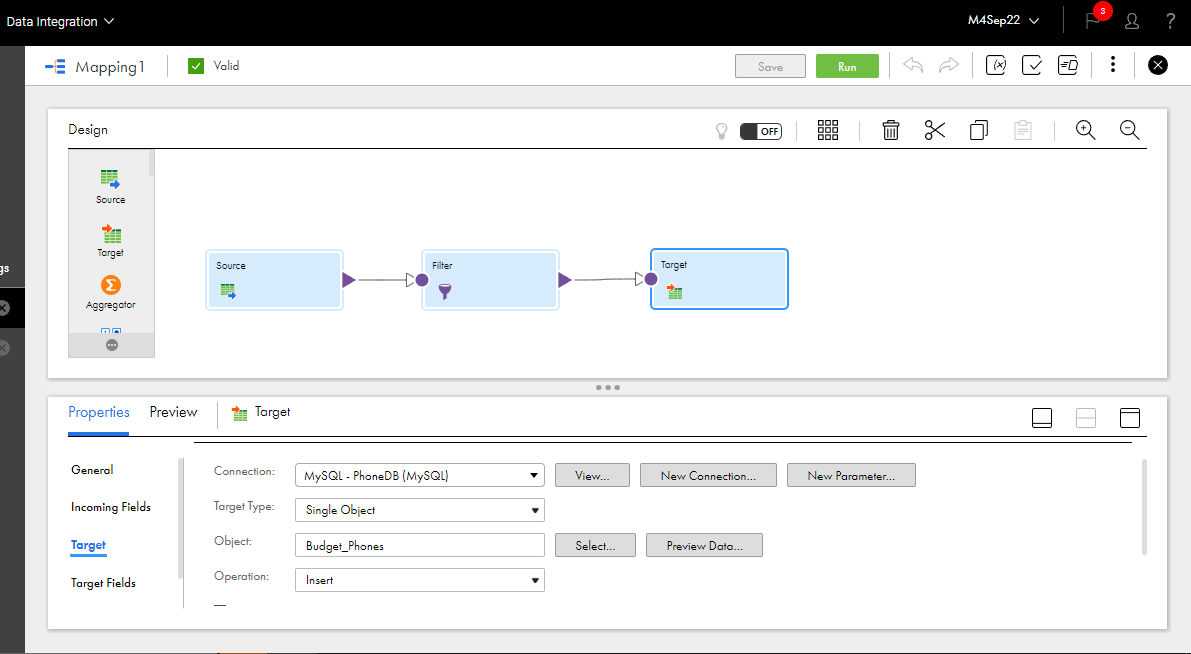 Data Integration
M4Sep22
3
?
Mapping1
Valid
Save
Run
Design
OFF
gs
Source
Target
Aggregator
Source
Filter
Target
Properties
Preview
Target
General
Incoming Fields
Target
Target Fields
Connection:
MySQL - PhoneDB (MySQL)
View...
New Connection...
New Parameter...
Target Type:
Single Object
Object:
Budget_Phones
Select...
Preview Data...
Operation:
Insert